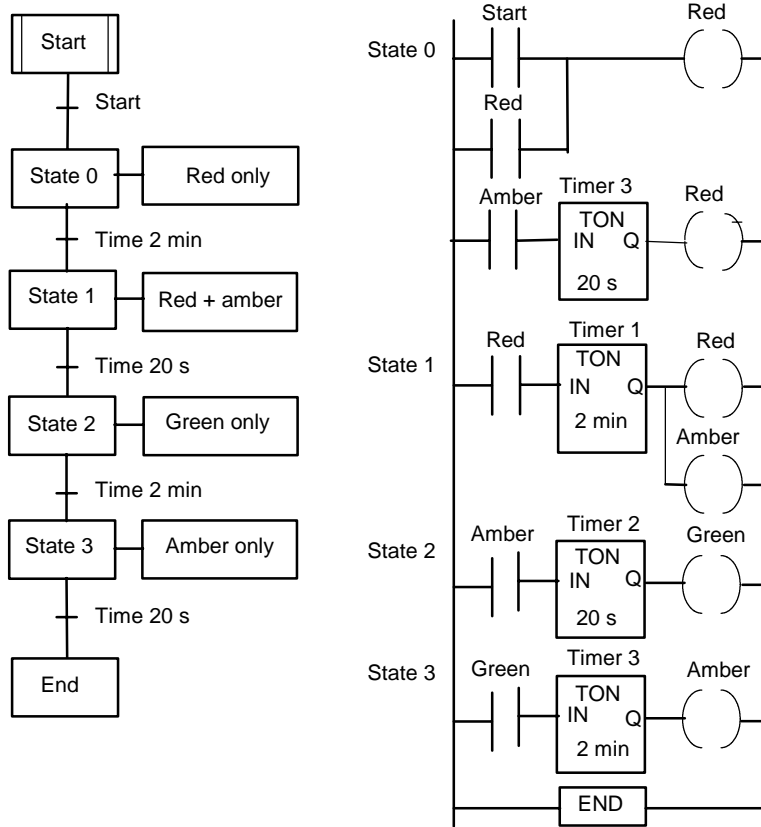 Start
Start
State 0
Red only
Time 2 min
State 1
Red + amber
Time 20 s
State 2
Green only
Time 2 min
State 3
Amber only
Time 20 s
End
State 0
Start
Red
Red
Amber
Timer 3
Red
TON
IN Q
20 s
State 1
Red
Timer 1
Red
TON
IN Q
2 min
Amber
State 2
Amber
Timer 2
Green
TON
IN Q
20 s
State 3
Green
Timer 3
Amber
TON
IN Q
2 min
END